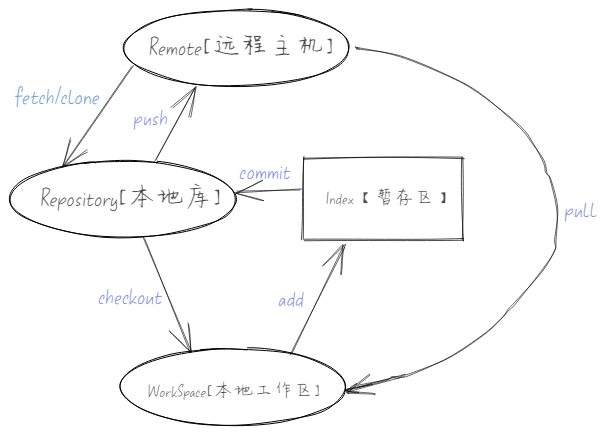 Remote[远程主机]
fetch/clone
push
commit
Repository[本地库]
Index【暂存区】
pull
checkout
add
WorkSpace[本地工作区]